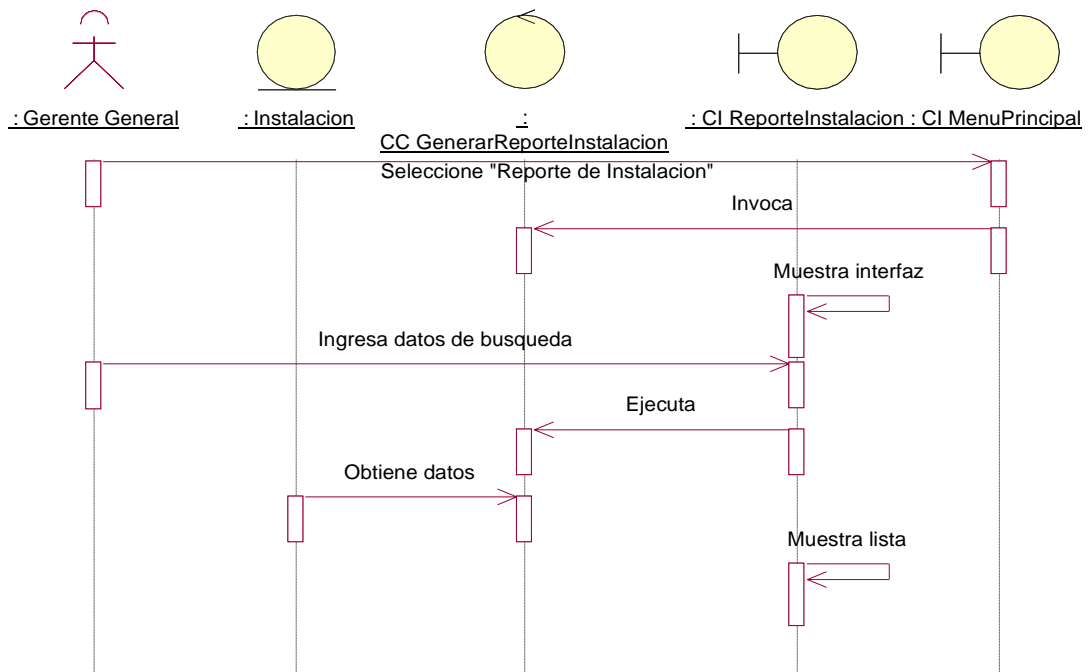 : Gerente General
: Instalacion
:
CC GenerarReporteInstalacion
: CI ReporteInstalacion
: CI MenuPrincipal
Seleccione "Reporte de Instalacion"
Invoca
Muestra interfaz
Ingresa datos de busqueda
Ejecuta
Obtiene datos
Muestra lista